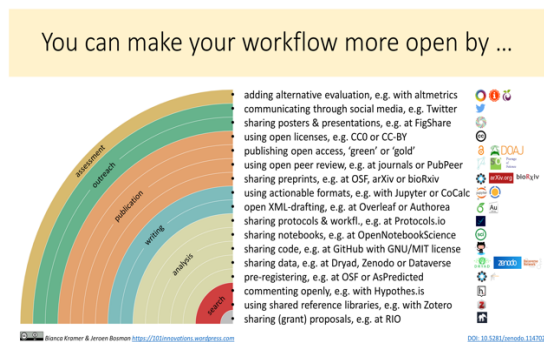 You can make your workflow more open by ...
• adding alternative evaluation, e.g. with altmetrics
• communicating through social media, e.g. Twitter
• sharing posters & presentations, e.g. at FigShare
• using open licenses, e.g. CC0 or CC-BY
• publishing open access, ‘green’ or ‘gold’
• using open peer review, e.g. at journals or PubPeer
• sharing preprints, e.g. at OSF, arXiv or bioRxiv
• using actionable formats, e.g. with Jupyter or CoCalc
• open XML-drafting, e.g. at Overleaf or Authorea
• sharing protocols & workfl., e.g. at Protocols.io
• sharing notebooks, e.g. at OpenNotebookScience
• sharing code, e.g. at GitHub with GNU/MIT license
• sharing data, e.g. at Dryad, Zenodo or Dataverse
• pre-registering, e.g. at OSF or AsPredicted
• commenting openly, e.g. with Hypothes.is
• using shared reference libraries, e.g. with Zotero
• sharing (grant) proposals, e.g. at RIO
assessment
outreach
publication
writing
analysis
search
DOAJ
arXiv.org
bioRxiv
Au
zenodo
Bianca Kramer & Jeroen Bosman https://101innovations.wordpress.com
DOI: 10.5281/zenodo.114702